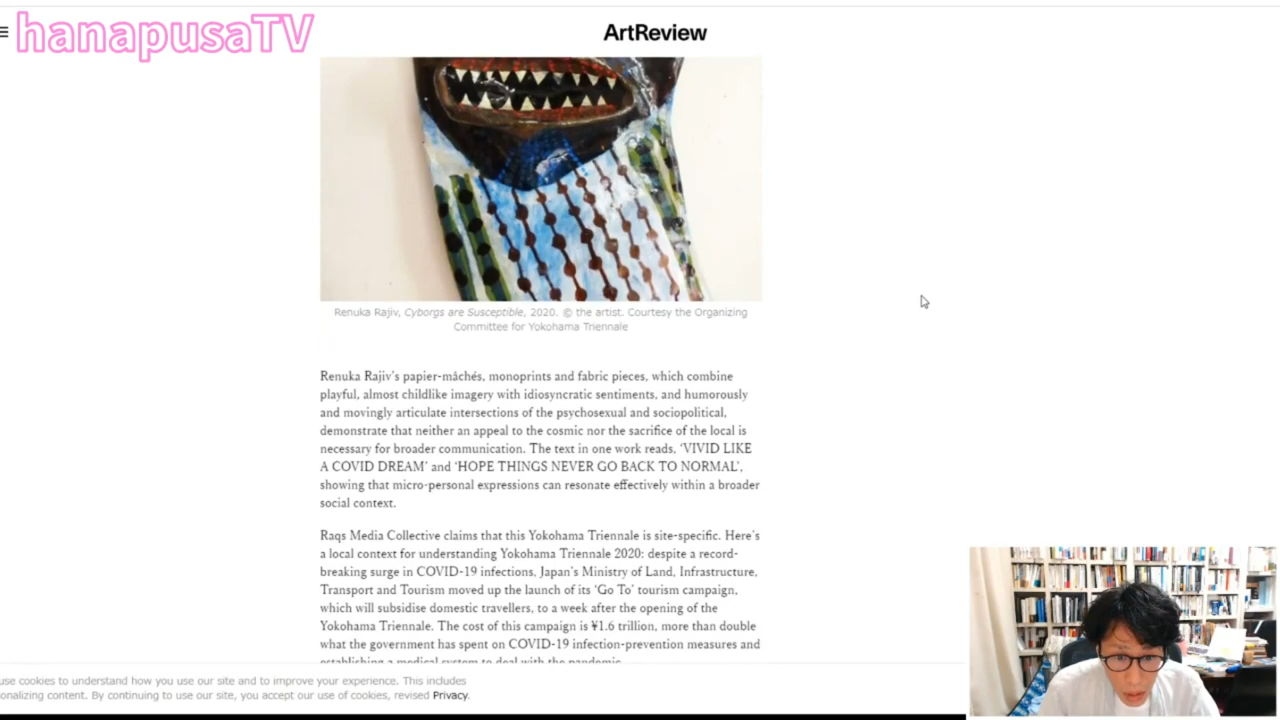 hanapusaTV
ArtReview
Renuka Rajiv, Cyborgs are Susceptible, 2020. © the artist. Courtesy the Organizing
Committee for Yokohama Triennale
Renuka Rajiv's papier-mâchés, monoprints and fabric pieces, which combine
playful, almost childlike imagery with idiosyncratic sentiments, and humorously
and movingly articulate intersections of the psychosexual and sociopolitical,
demonstrate that neither an appeal to the cosmic nor the sacrifice of the local is
necessary for broader communication. The text in one work reads, 'VIVID LIKE
A COVID DREAM' and 'HOPE THINGS NEVER GO BACK TO NORMAL',
showing that micro-personal expressions can resonate effectively within a broader
social context.
Raqs Media Collective claims that this Yokohama Triennale is site-specific. Here's
a local context for understanding Yokohama Triennale 2020: despite a record-
breaking surge in COVID-19 infections, Japan's Ministry of Land, Infrastructure,
Transport and Tourism moved up the launch of its 'Go To' tourism campaign,
which will subsidise domestic travellers, to a week after the opening of the
Yokohama Triennale. The cost of this campaign is ¥1.6 trillion, more than double
what the government has spent on COVID-19 infection-prevention measures and
establishing a medical system to deal with the pandemic.
use cookies to understand how you use our site and to improve your experience. This includes
onalizing content. By continuing to use our site, you accept our use of cookies, revised Privacy.